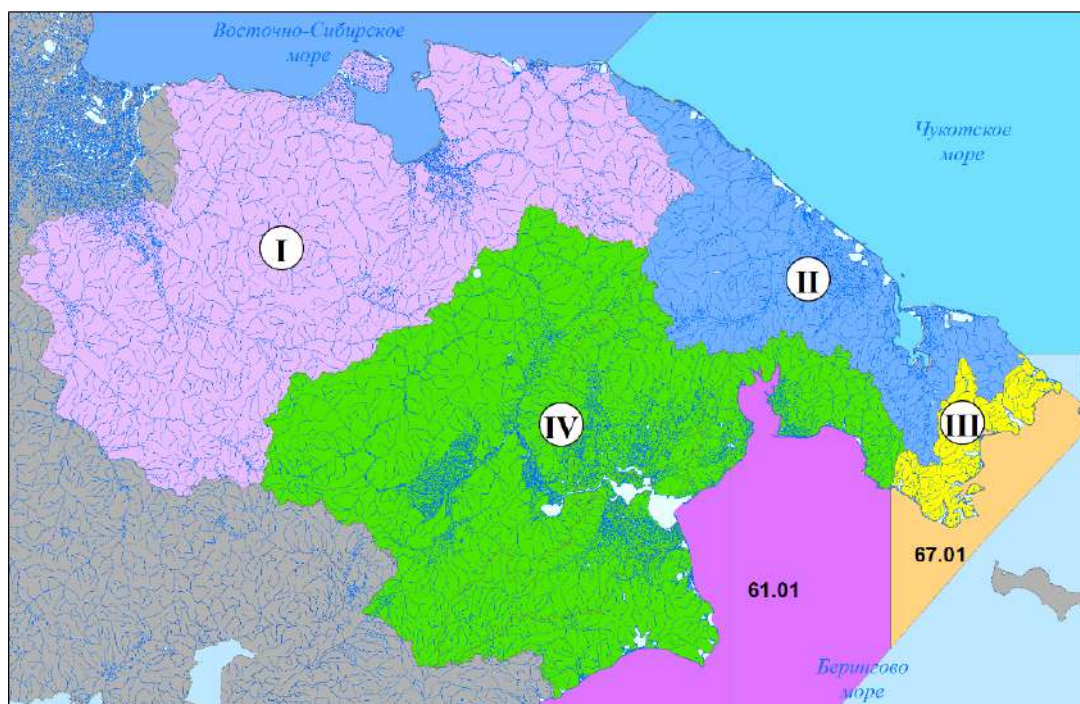 Восточно-Сибирское
море
Чукотское
море
I
II
III
IV
67.01
61.01
Берингово
море